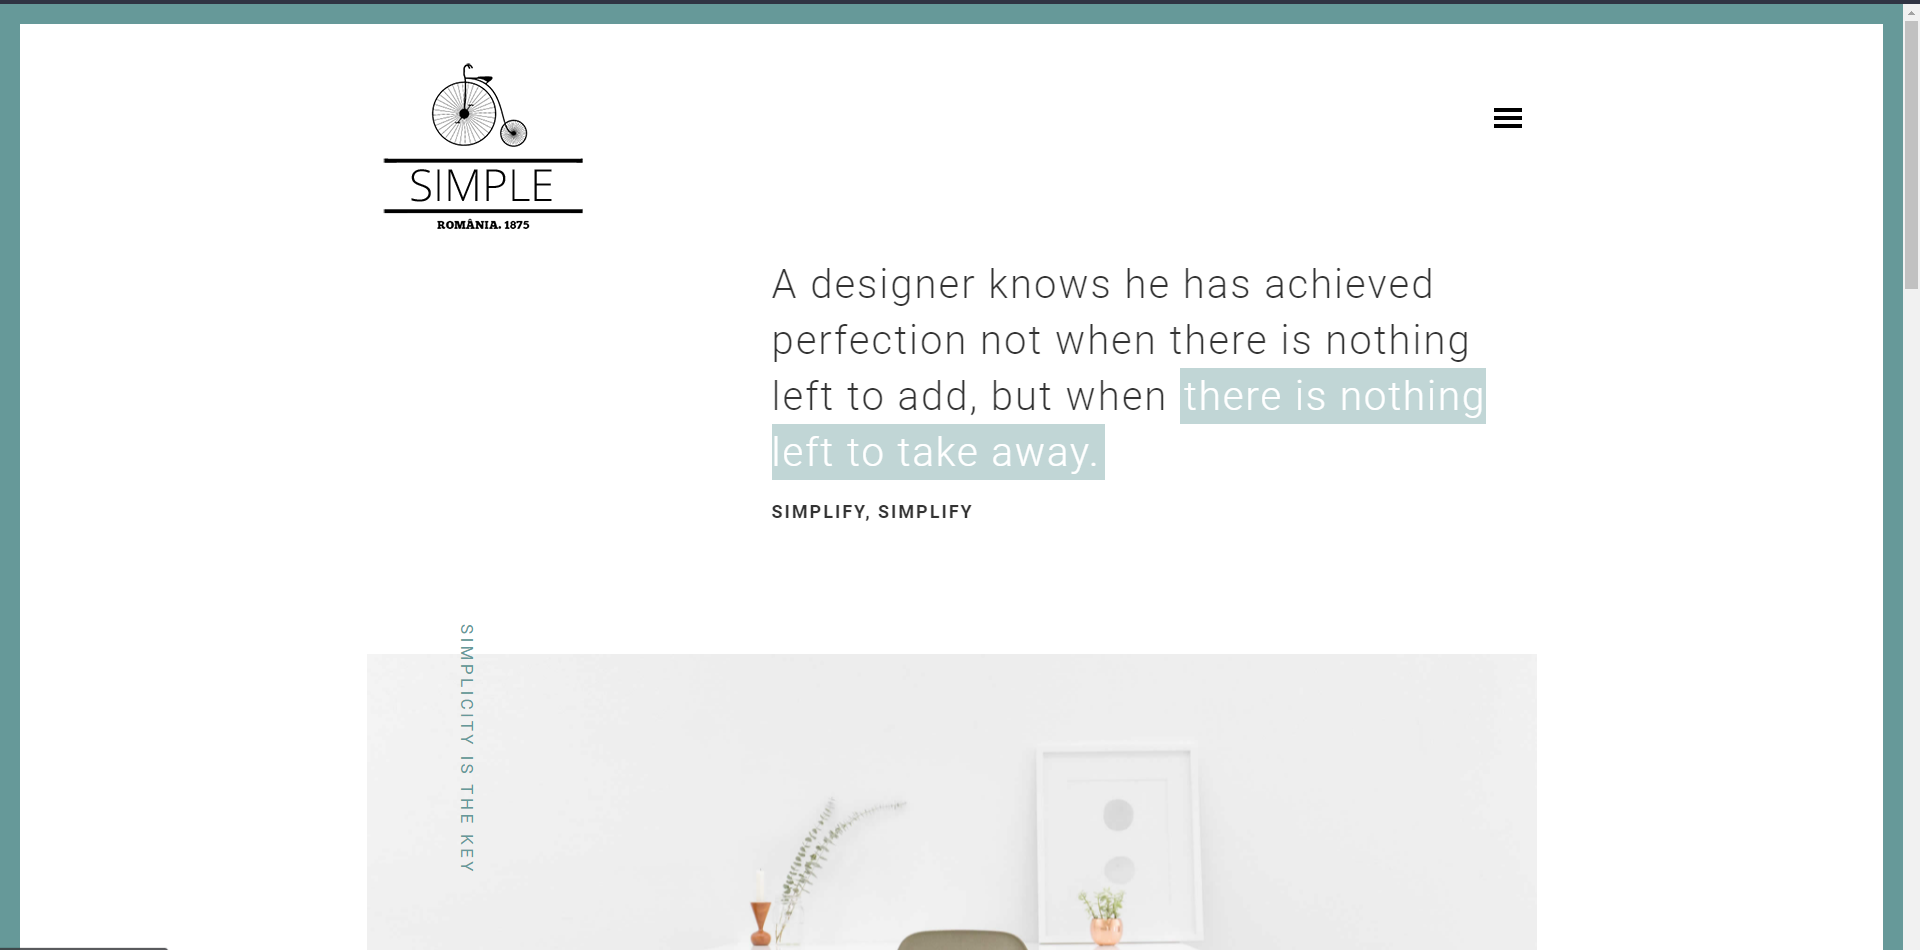 SIMPLE
ROMÂNIA. 1875
A designer knows he has achieved
perfection not when there is nothing
left to add, but when there is nothing
left to take away.
SIMPLIFY, SIMPLIFY
SIMPLICITY IS THE KEY